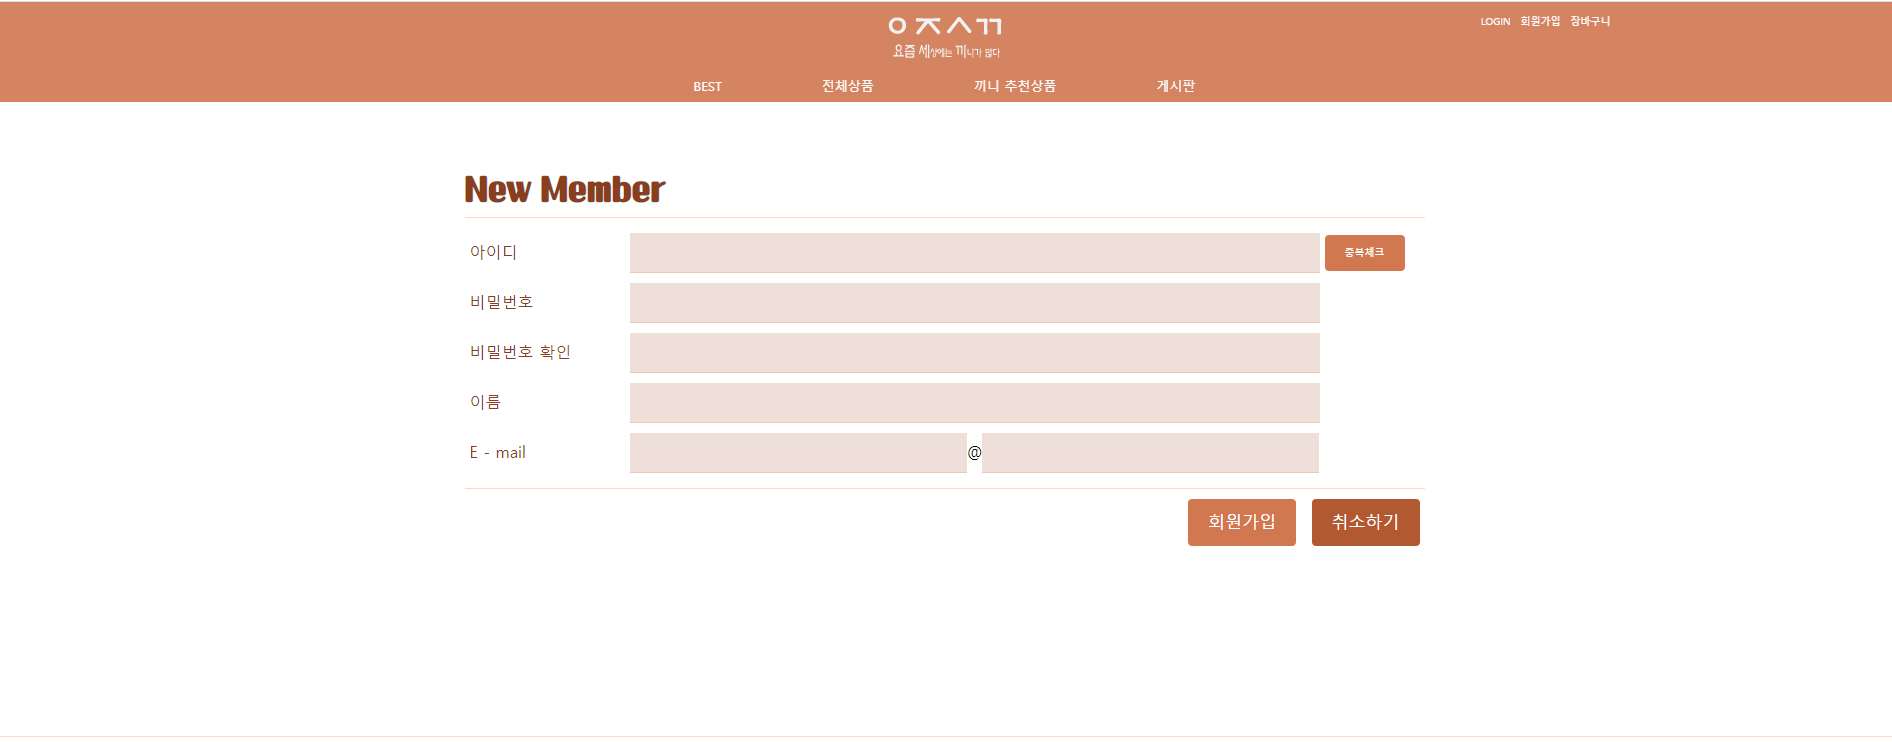 ㅇㅈㅅㄲ
요즘 세상에는 끼니가 많다
LOGIN 회원가입 장바구니
BEST 전체상품 끼니 추천상품 게시판
New Member
아이디 중복체크
비밀번호
비밀번호 확인
이름
E - mail @
회원가입 취소하기